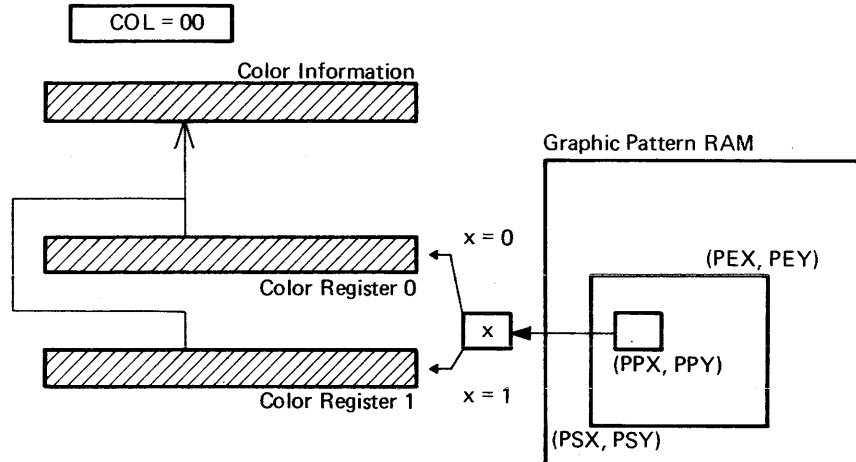 COL = 00
Color Information
Graphic Pattern RAM
x = 0
(PEX, PEY)
Color Register 0
x
(PPX, PPY)
x = 1
Color Register 1
(PSX, PSY)